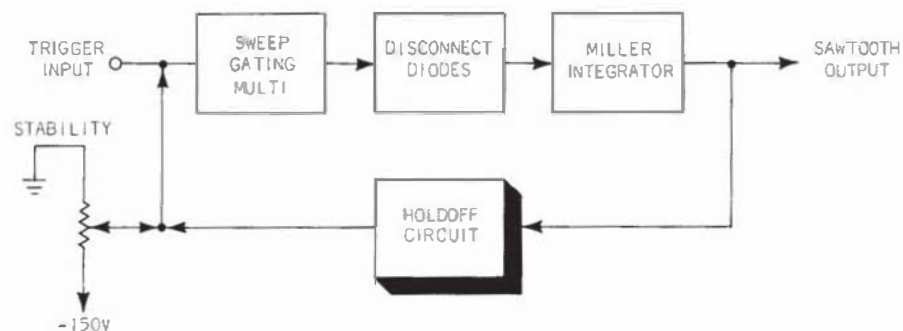 TRIGGER
INPUT
SWEEP
GATING
MULTI
DISCONNECT
DIODES
MILLER
INTEGRATOR
SAWTOOTH
OUTPUT
STABILITY
HOLDOFF
CIRCUIT
-150V